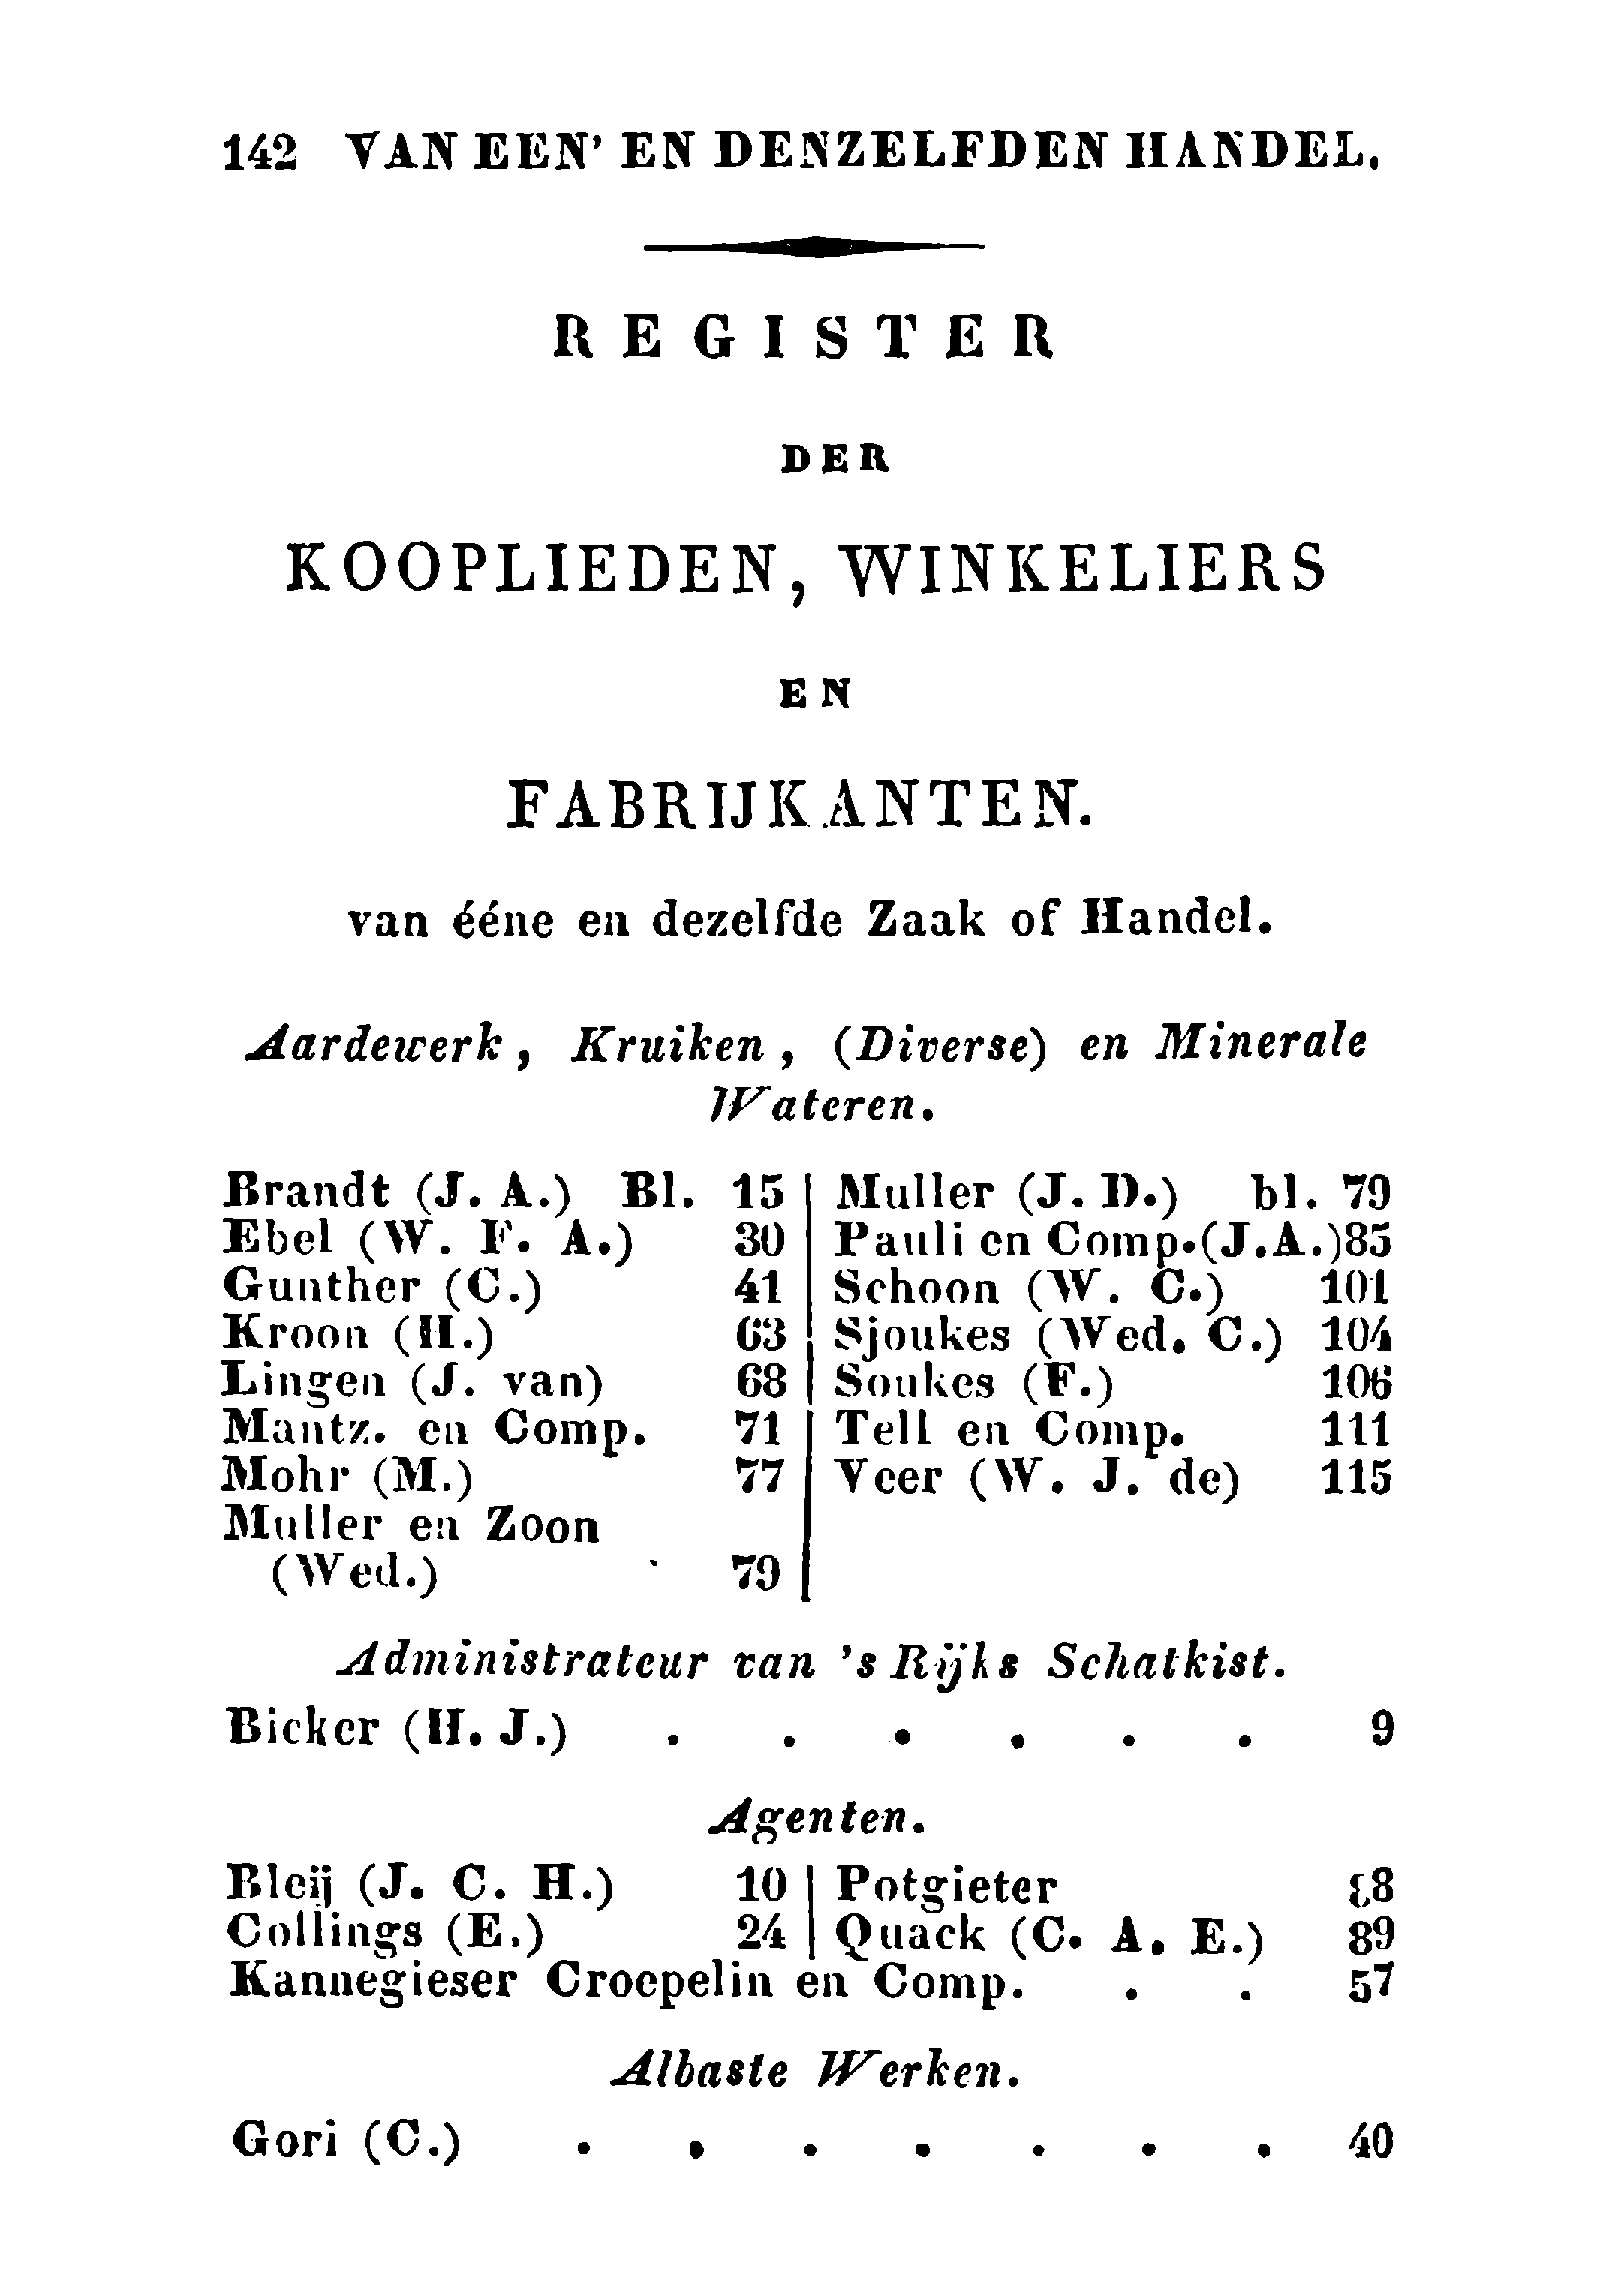 142 VAN EEN' EN DENZELFDEN HANDEL.
REGISTER
DER
KOOPLIEDEN, WINKELIERS
EN
FABRIJKANTEN.
van ééne en dezelfde Zaak of Handel.
Aardewerk, Kruiken, (Diverse) en Minerale
Wateren.
Brandt (J. A.) Bl. 15
Ebel (W. F. A.) 30
Gunther (C.) 41
Kroon (H.) 63
Lingen (J. van) 68
Mantz. en Comp. 71
Mohr (M.) 77
Muller en Zoon
(Wed.) 79
Muller (J. D.) bl. 79
Pauli en Comp. (J.A.) 85
Schoon (W. C.) 101
Sjoukes (Wed. C.) 104
Soukes (F.) 106
Tell en Comp. 111
Veer (W. J. de) 115
Administrateur van 's Rijks Schatkist.
Bicker (H. J.) . . . . . . 9
Agenten.
Bleij (J. C. H.) 10
Collings (E.) 24
Potgieter 88
Quack (C. A. E.) 89
Kannegieser Croepelin en Comp. . . 57
Albaste Werken.
Gori (C.) . . . . . . . 40